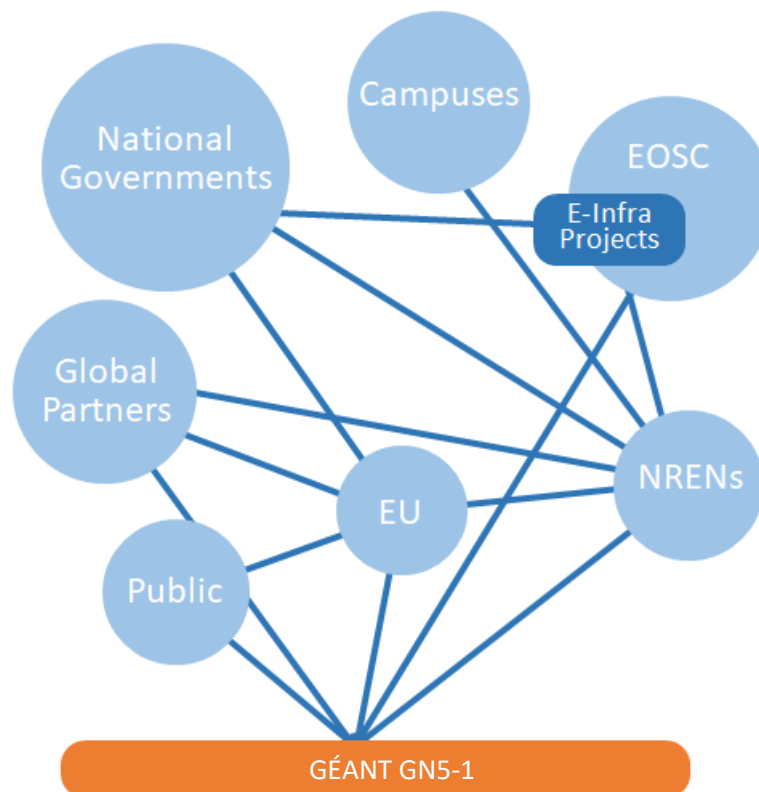 Campuses
National
Governments
EOSC
E-Infra
Projects
Global
Partners
NRENs
EU
Public
GÉANT GN5-1